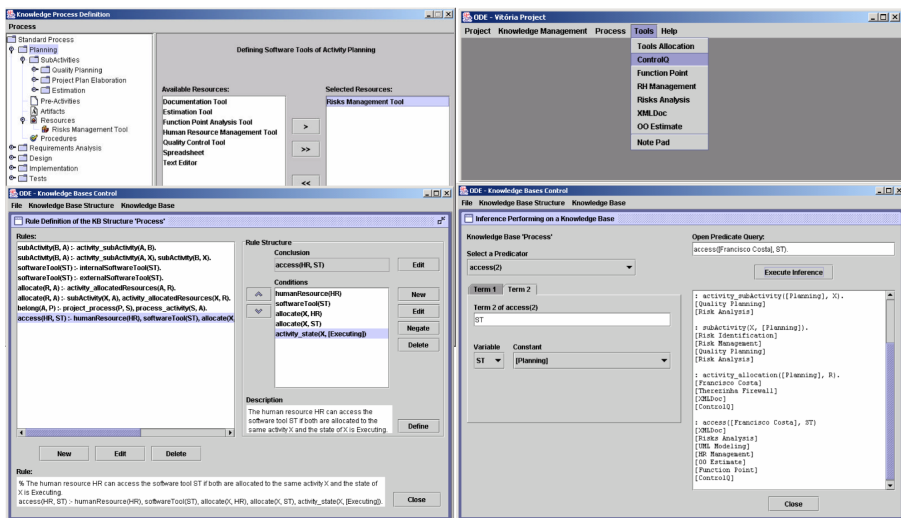 Knowledge Process Definition
Process
Standard Process
Planning
SubActivities
Quality Planning
Project Plan Elaboration
Estimation
Pre-Activities
Artifacts
Resources
Risks Management Tool
Procedures
Requirements Analysis
Design
Implementation
Tests
Defining Software Tools of Activity Planning
Available Resources:
Documentation Tool
Estimation Tool
Function Point Analysis Tool
Human Resource Management Tool
Quality Control Tool
Spreadsheet
Text Editor
>
>>
<<
Selected Resources:
Risks Management Tool
ODE - Vitória Project
Project Knowledge Management Process Tools Help
Tools Allocation
ControlQ
Function Point
RH Management
Risks Analysis
XMLDoc
OO Estimate
Note Pad
ODE - Knowledge Bases Control
File Knowledge Base Structure Knowledge Base
Rule Definition of the KB Structure 'Process'
Rules:
subActivity(B, A) :- activity_subActivity(A, B).
subActivity(B, A) :- activity_subActivity(A, X), subActivity(B, X).
softwareTool(ST) :- internalSoftwareTool(ST).
softwareTool(ST) :- externalSoftwareTool(ST).
allocate(R, A) :- activity_allocatedResources(A, R).
allocate(R, A) :- subActivity(X, A), activity_allocatedResources(X, R).
belong(A, P) :- project_process(P, S), process_activity(S, A).
access(HR, ST) :- humanResource(HR), softwareTool(ST), allocate(X,
New Edit Delete
Rule Structure
Conclusion
access(HR, ST)
Edit
Conditions
humanResource(HR)
softwareTool(ST)
allocate(X, HR)
allocate(X, ST)
activity_state(X, [Executing])
New
Edit
Negate
Delete
Description
The human resource HR can access the
software tool ST if both are allocated to the
same activity X and the state of X is Executing.
Define
Rule:
% The human resource HR can access the software tool ST if both are allocated to the same activity X and the state of
X is Executing.
access(HR, ST) :- humanResource(HR), softwareTool(ST), allocate(X, HR), allocate(X, ST), activity_state(X, [Executing]).
Close
ODE - Knowledge Bases Control
File Knowledge Base Structure Knowledge Base
Inference Performing on a Knowledge Base
Knowledge Base 'Process'
Select a Predicator
access(2)
Term 1 Term 2
Term 2 of access(2)
ST
Variable Constant
ST [Planning]
Open Predicate Query:
access([Francisco Costa], ST).
Execute Inference
: activity_subActivity([Planning], X).
[Quality Planning]
[Risk Analysis]
: subActivity(X, [Planning]).
[Risk Identification]
[Risk Management]
[Quality Planning]
[Risk Analysis]
: activity_allocation([Planning], R).
[Francisco Costa]
[Therezinha Firewall]
[XMLDoc]
[ControlQ]
: access([Francisco Costa], ST)
[XMLDoc]
[Risks Analysis]
[UML Modeling]
[HR Management]
[OO Estimate]
[Function Point]
[ControlQ]
Close